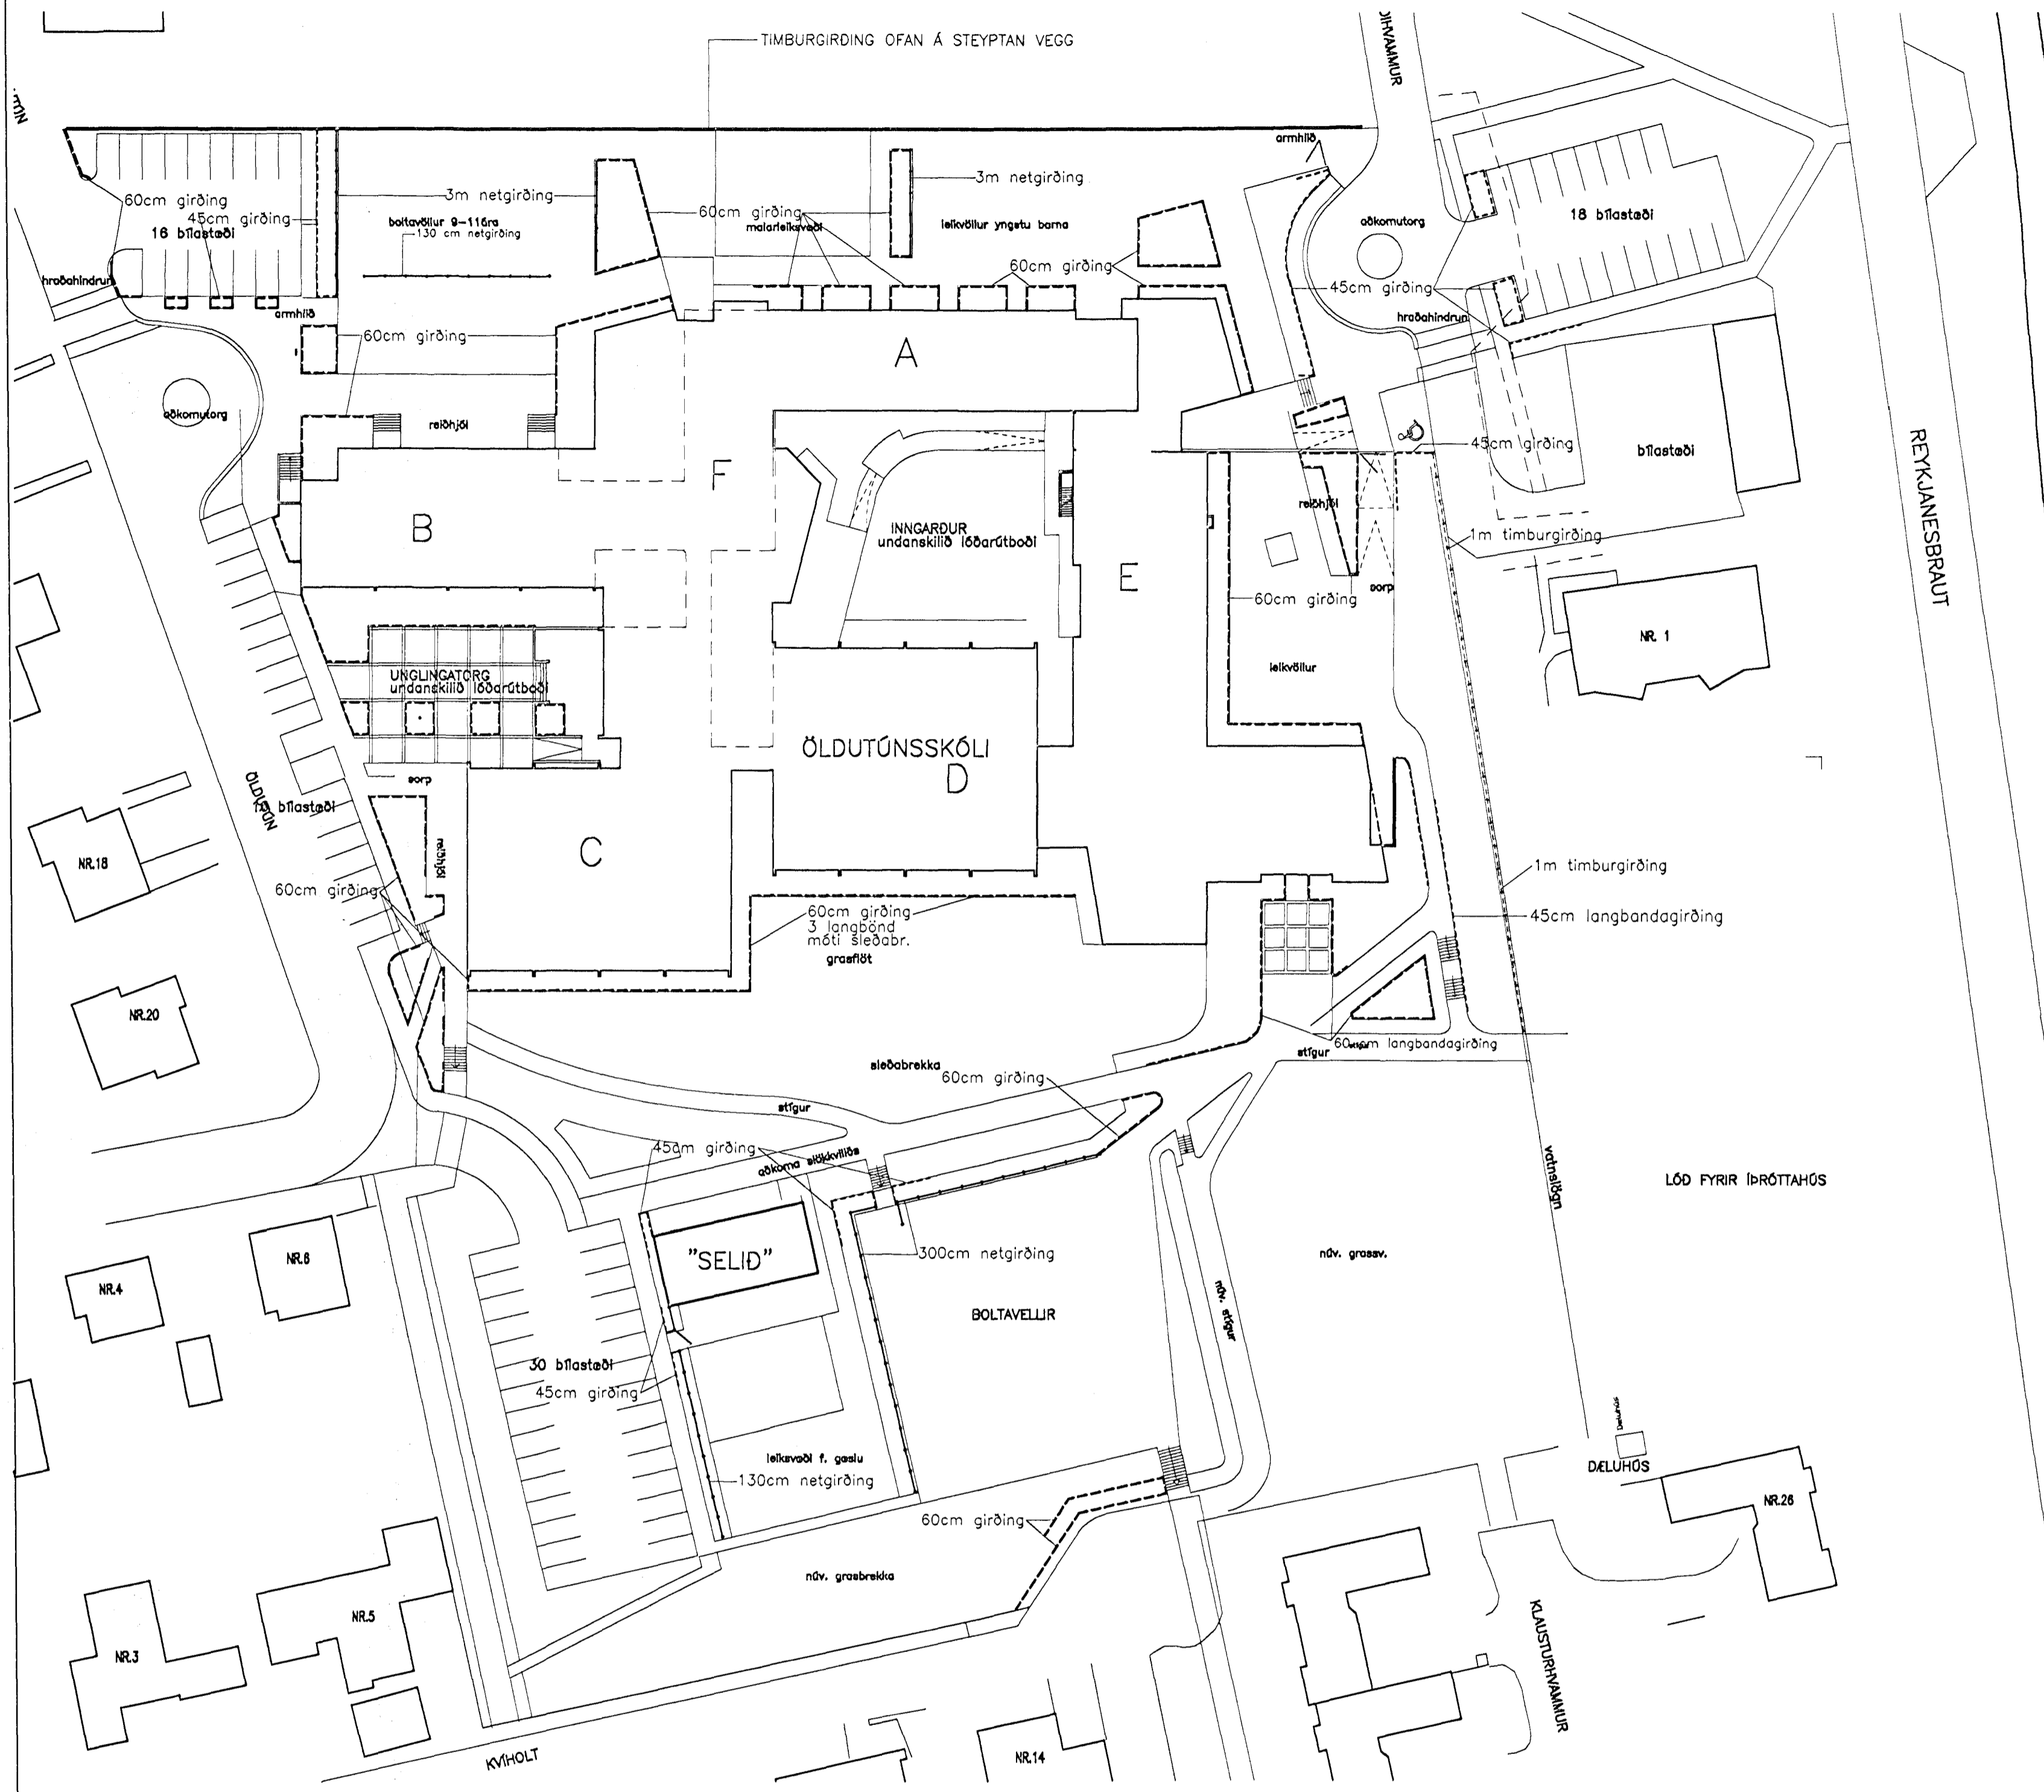 TIMBURGIRÐING OFAN Á STEYPTAN VEGG
armhlið
60cm girðing
45cm girðing
16 bílastæði
3m netgirðing
boltavöllur 9-11ára
130 cm netgirðing
60cm girðing
malarleiksvæði
3m netgirðing
leikvöllur yngstu barna
60cm girðing
aðkomutorg
18 bílastæði
45cm girðing
hraðahindrun
hraðahindrun
armhlið
60cm girðing
aðkomutorg
reiðhjól
A
F
B
INNGARÐUR
undanskilið lóðarútboði
E
45cm girðing
bílastæði
reiðhjól
1m timburgirðing
60cm girðing
sorp
NR. 1
leikvöllur
REYKJANESBRAUT
UNGLINGATORG
undanskilið lóðarútboði
ÖLDUTÚNSSKÓLI
D
C
sorp
reiðhjól
ÖLDUTÚN
bílastæði
NR.18
60cm girðing
60cm girðing
3 langbönd
móti sleðabr.
grasflöt
1m timburgirðing
45cm langbandagirðing
NR.20
sleðabrekka
60cm girðing
stígur
langbandagirðing
stígur
45cm girðing
aðkoma slökkviliðs
vatnslögn
LÓÐ FYRIR ÍÞRÓTTAHÚS
NR.6
NR.4
"SELIÐ"
300cm netgirðing
núv. grassv.
BOLTAVELLIR
núv. stígur
30 bílastæði
45cm girðing
leiksvæði f. gæslu
130cm netgirðing
Dæluhús
DÆLUHÚS
NR.26
60cm girðing
núv. grasbrekka
NR.5
NR.3
KLAUSTURHVAMMUR
KVÍHOLT
NR.14